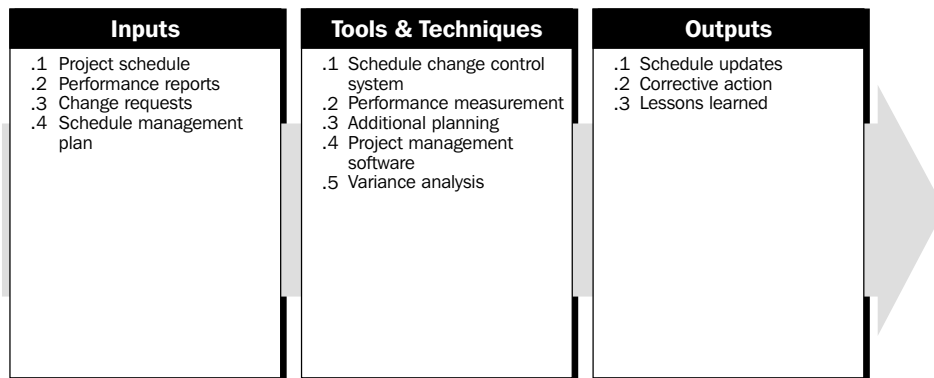 Inputs
.1 Project schedule
.2 Performance reports
.3 Change requests
.4 Schedule management
plan
Tools & Techniques
.1 Schedule change control
system
.2 Performance measurement
.3 Additional planning
.4 Project management
software
.5 Variance analysis
Outputs
.1 Schedule updates
.2 Corrective action
.3 Lessons learned